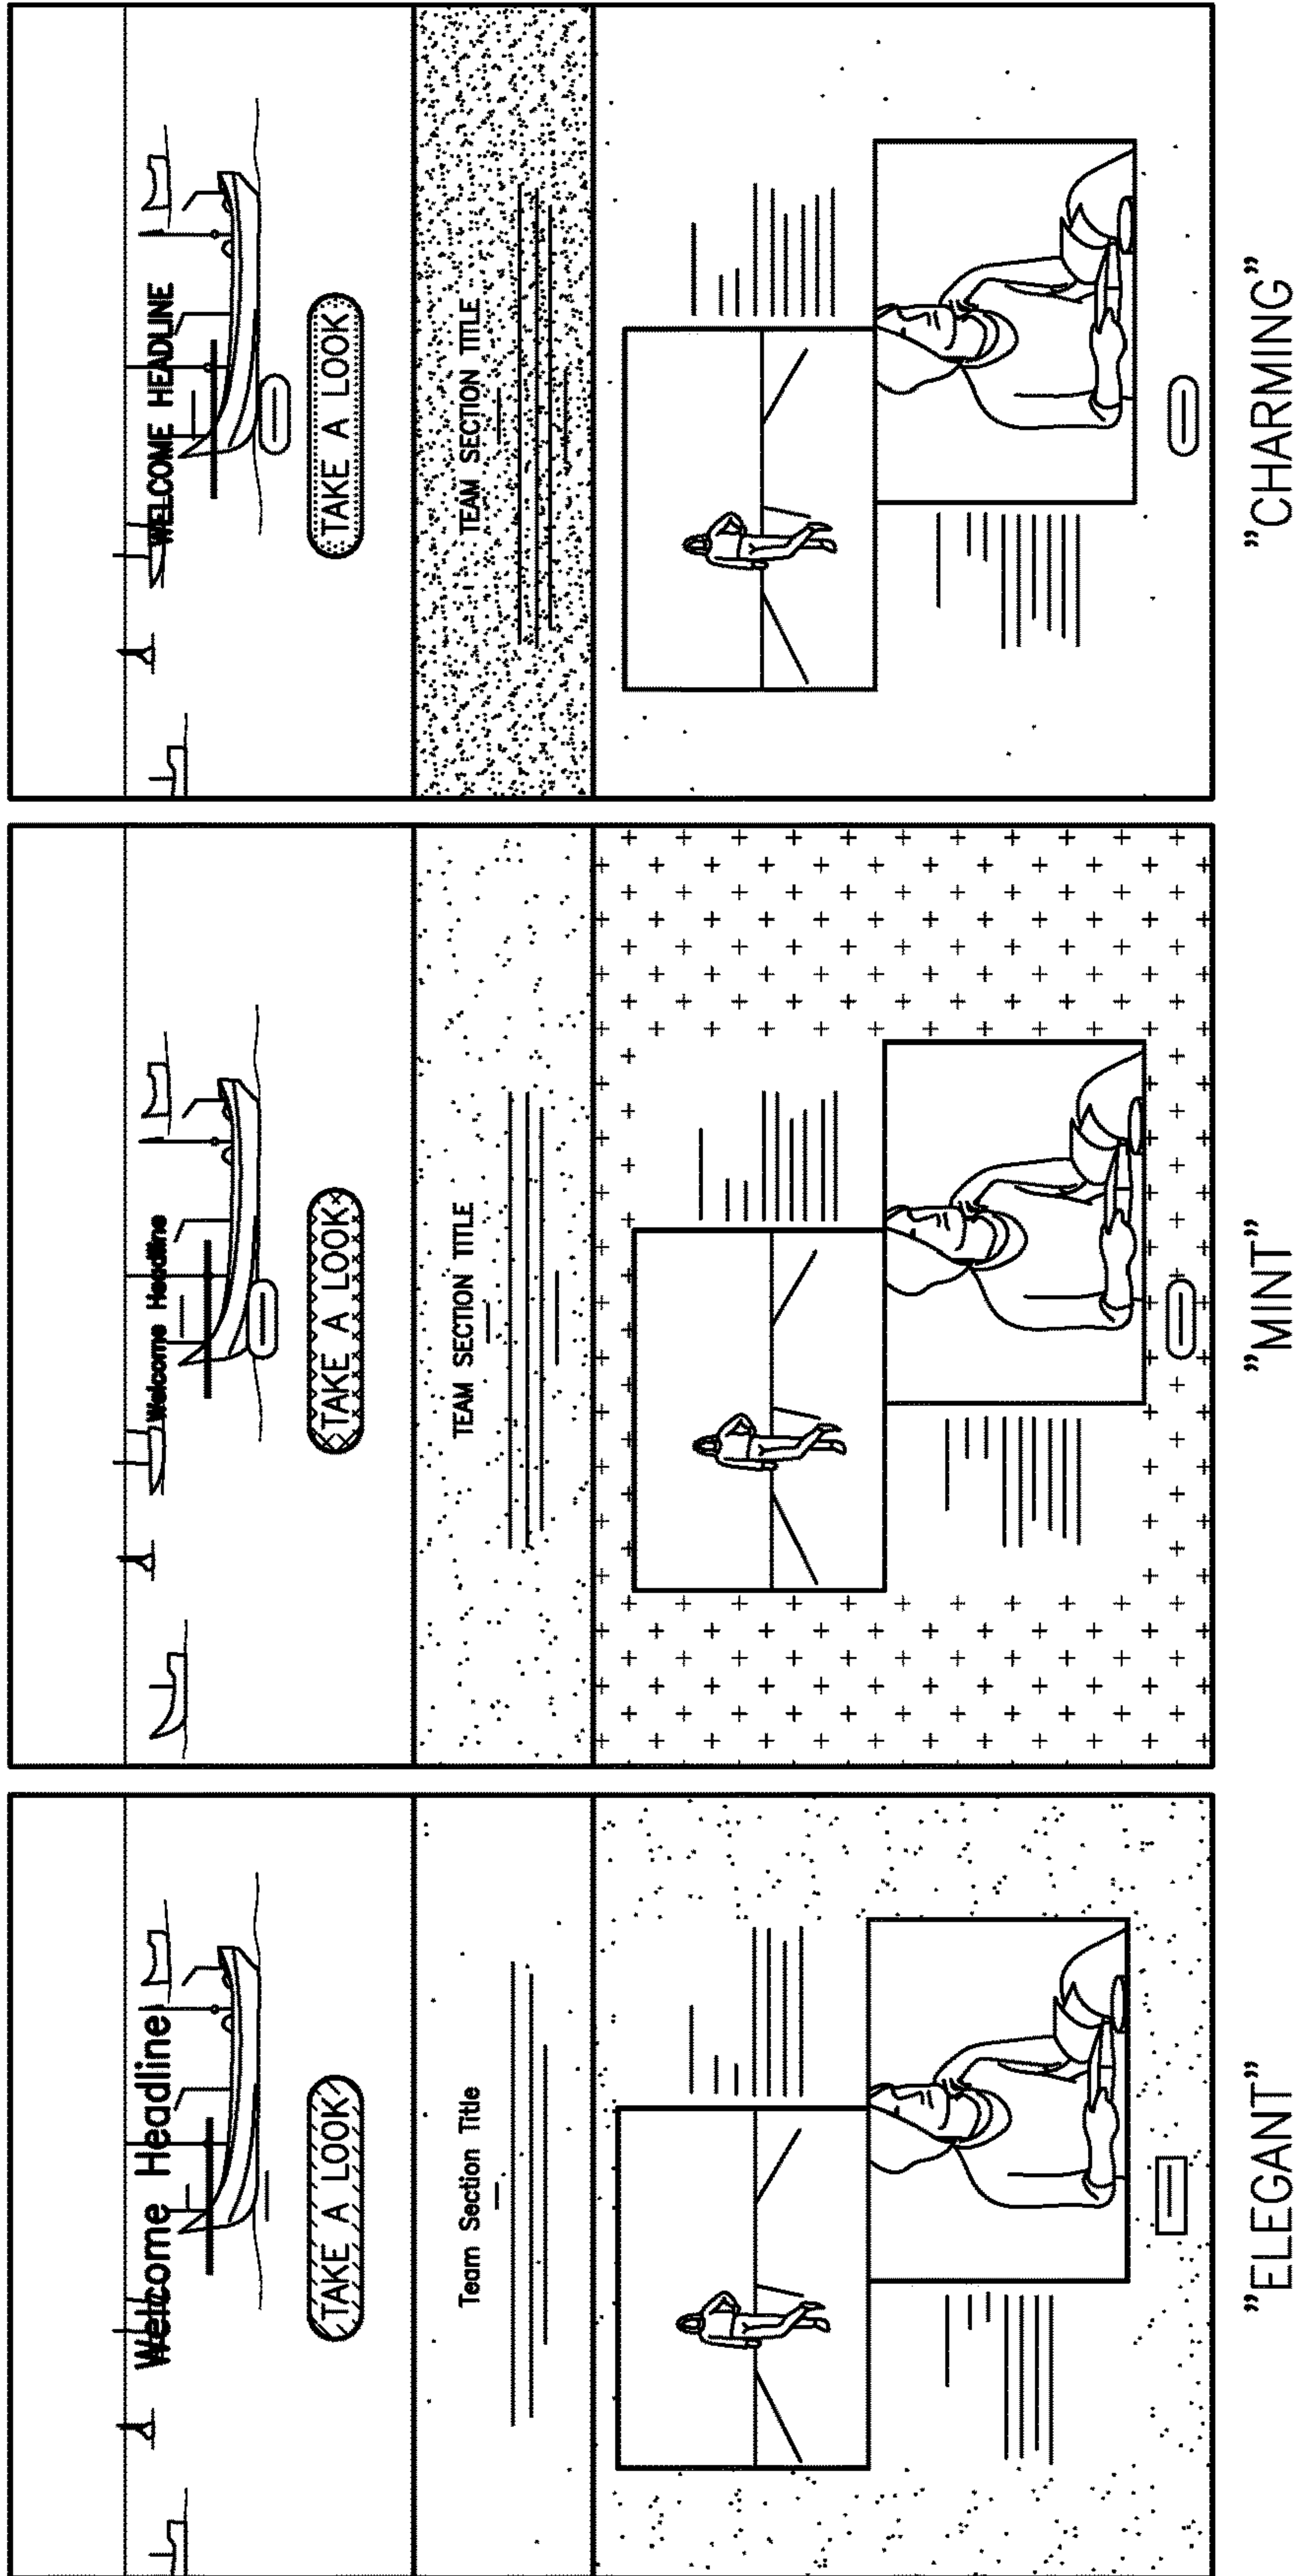 Welcome Headline
TAKE A LOOK
Team Section Title
"ELEGANT"
Welcome Headline
TAKE A LOOK
TEAM SECTION TITLE
"MINT"
WELCOME HEADLINE
TAKE A LOOK
TEAM SECTION TITLE
"CHARMING"